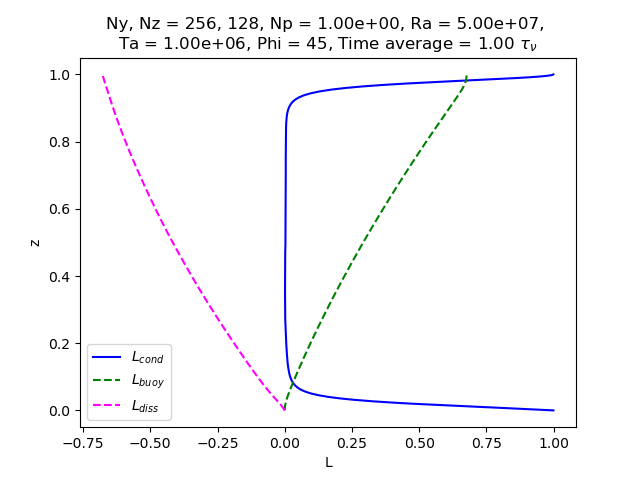 Ny, Nz = 256, 128, Np = 1.00e+00, Ra = 5.00e+07,
Ta = 1.00e+06, Phi = 45, Time average = 1.00 τν
1.0
0.8
0.6
z
0.4
0.2
0.0
Lcond
Lbuoy
Ldiss
−0.75 −0.50 −0.25 0.00 0.25 0.50 0.75 1.00
L